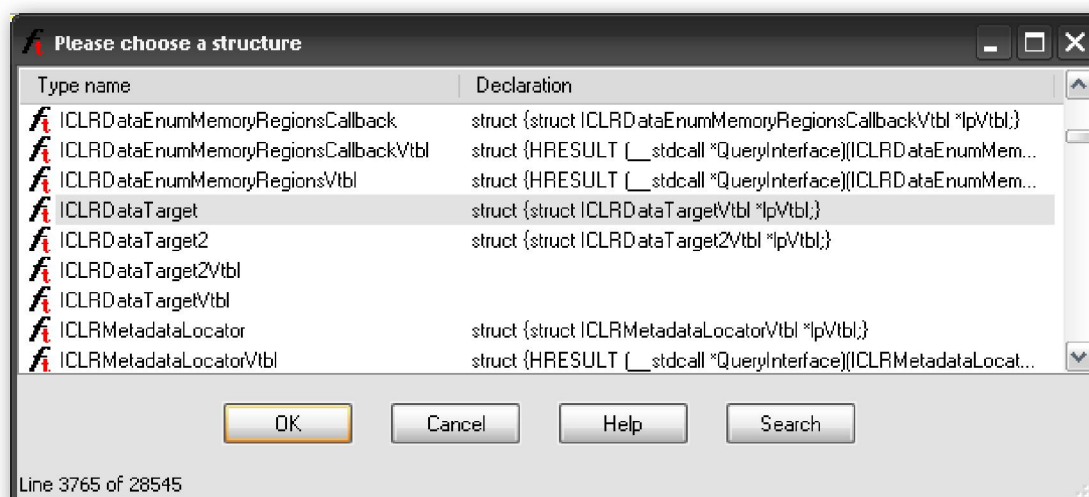 Please choose a structure
Type name Declaration
ICLRDataEnumMemoryRegionsCallback struct {struct ICLRDataEnumMemoryRegionsCallbackVtbl *lpVtbl;}
ICLRDataEnumMemoryRegionsCallbackVtbl struct {HRESULT (__stdcall *QueryInterface)(ICLRDataEnumMem...
ICLRDataEnumMemoryRegionsVtbl struct {HRESULT (__stdcall *QueryInterface)(ICLRDataEnumMem...
ICLRDataTarget struct {struct ICLRDataTargetVtbl *lpVtbl;}
ICLRDataTarget2 struct {struct ICLRDataTarget2Vtbl *lpVtbl;}
ICLRDataTarget2Vtbl
ICLRDataTargetVtbl
ICLRMetadataLocator struct {struct ICLRMetadataLocatorVtbl *lpVtbl;}
ICLRMetadataLocatorVtbl struct {HRESULT (__stdcall *QueryInterface)(ICLRMetadataLocat...
OK Cancel Help Search
Line 3765 of 28545